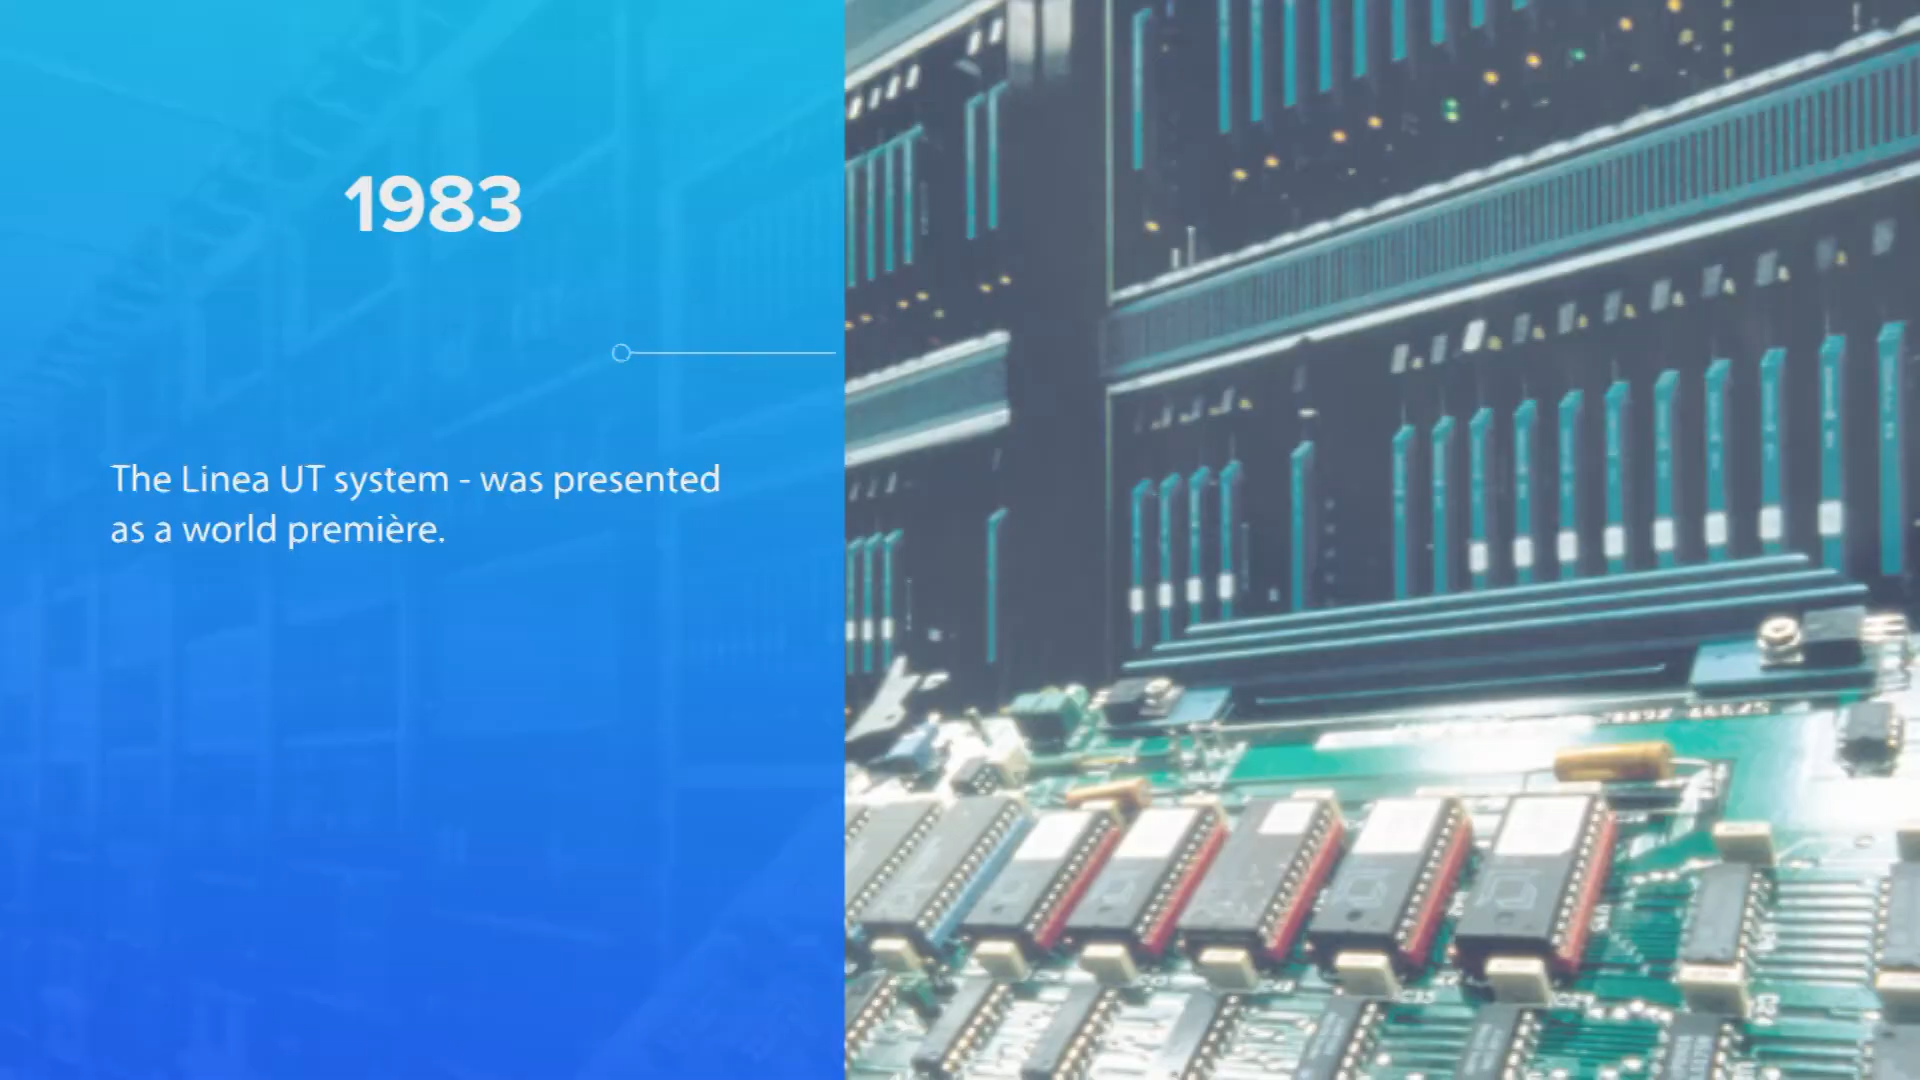 1983
The Linea UT system - was presented
as a world première.